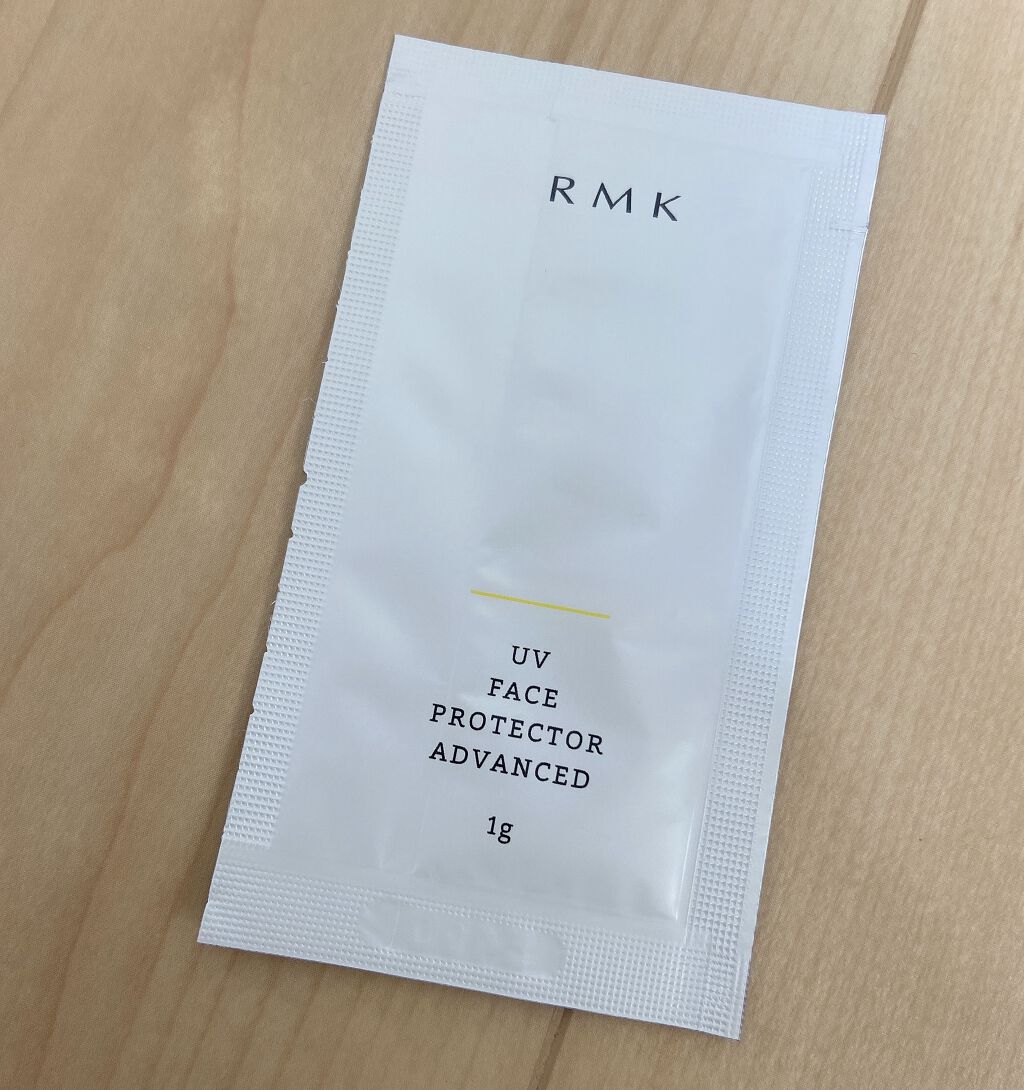 RMK
UV
FACE
PROTECTOR
ADVANCED
1g